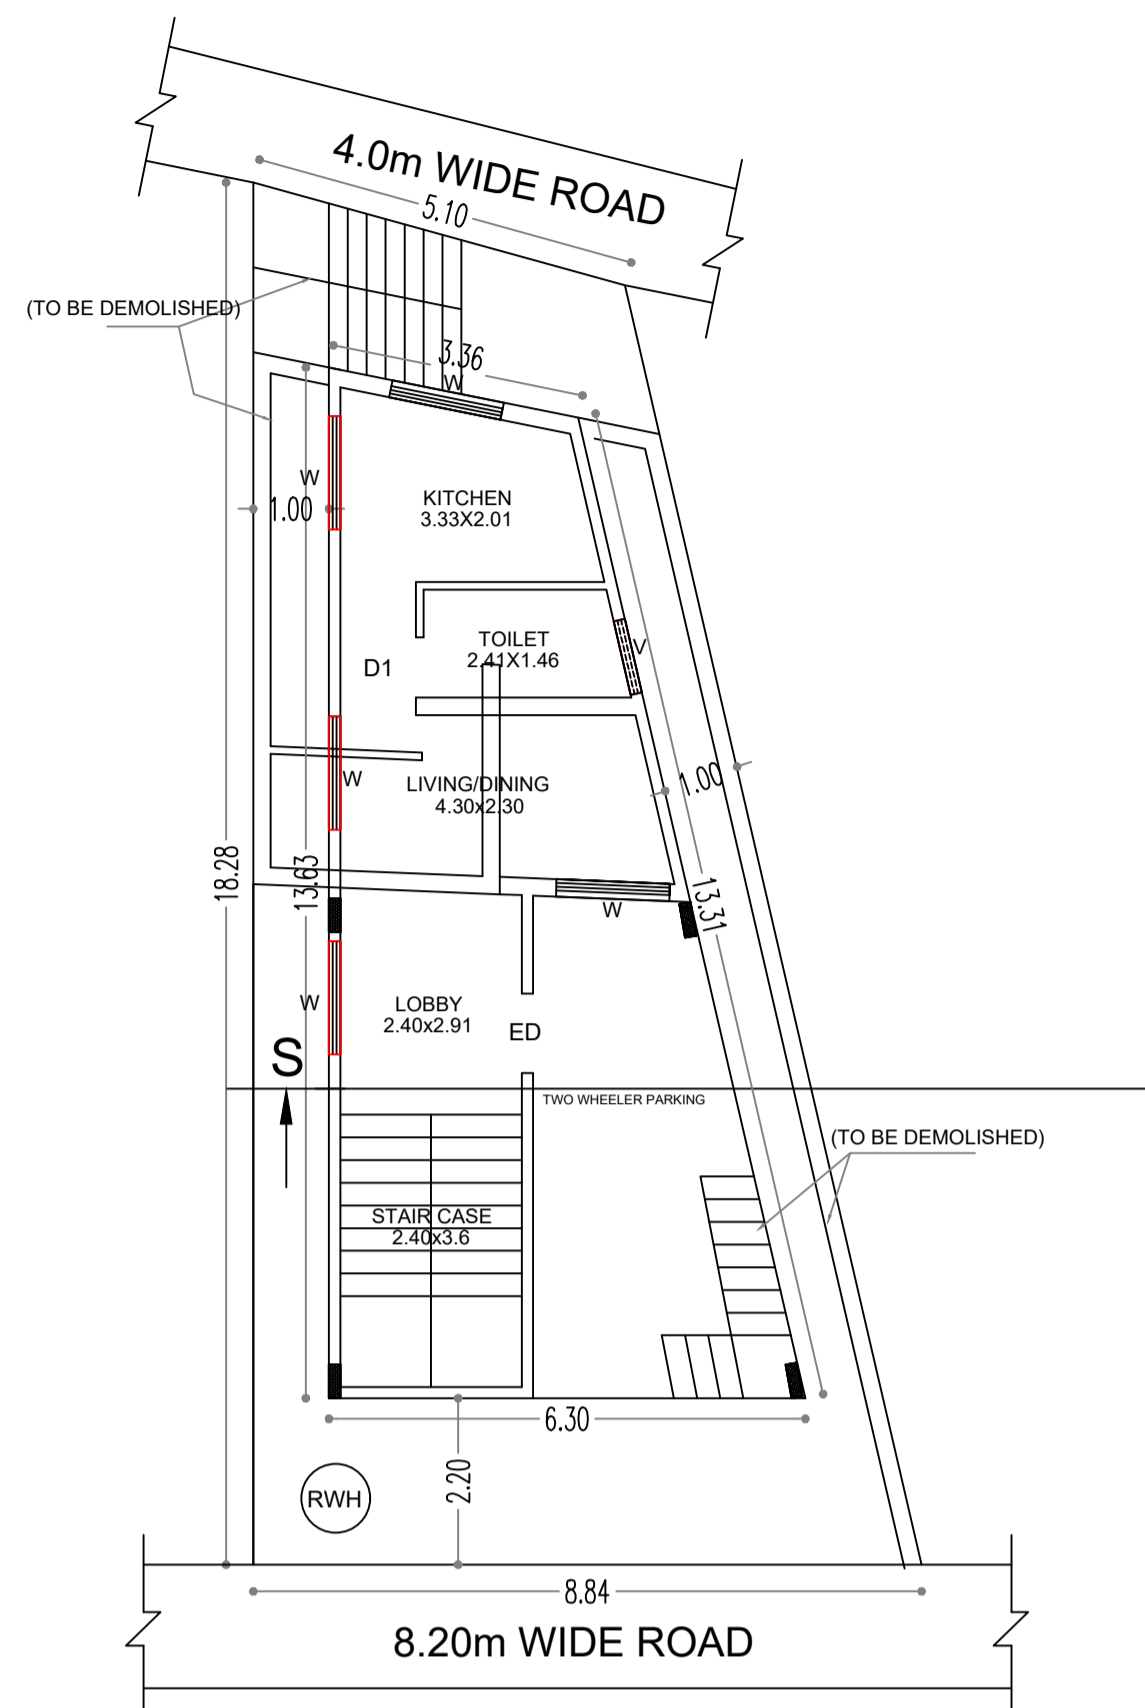 4.0m WIDE ROAD
5.10
(TO BE DEMOLISHED)
3.36
W
W
1.00
KITCHEN
3.33X2.01
TOILET
2.41X1.46
V
D1
W
LIVING/DINING
4.30x2.30
1.00
18.28
13.63
13.31
W
W
LOBBY
2.40x2.91
ED
S
TWO WHEELER PARKING
(TO BE DEMOLISHED)
STAIR CASE
2.40x3.6
6.30
2.20
RWH
8.84
8.20m WIDE ROAD